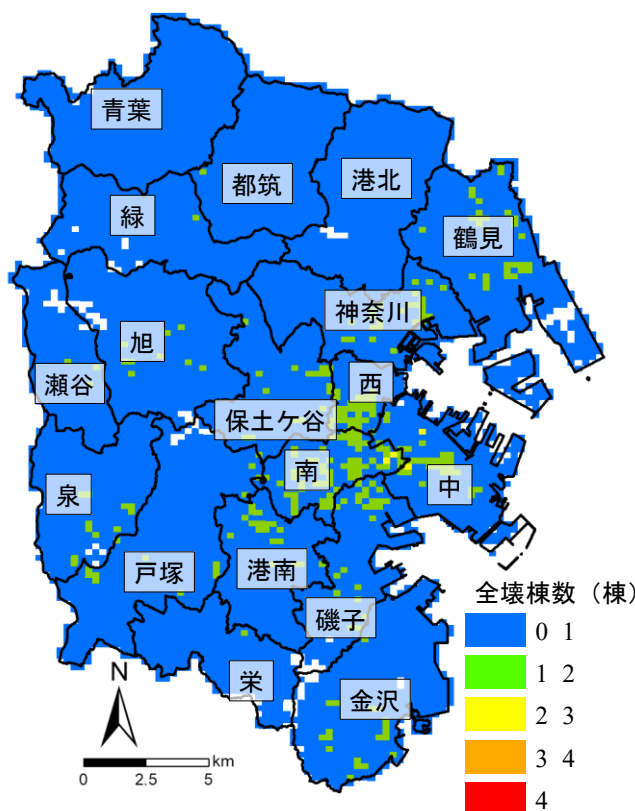 青葉
都筑
港北
緑
鶴見
神奈川
旭
瀬谷
西
保土ケ谷
南
中
泉
戸塚
港南
磯子
栄
金沢
全壊棟数（棟）
0 1
1 2
2 3
3 4
4
N
km
0 2.5 5